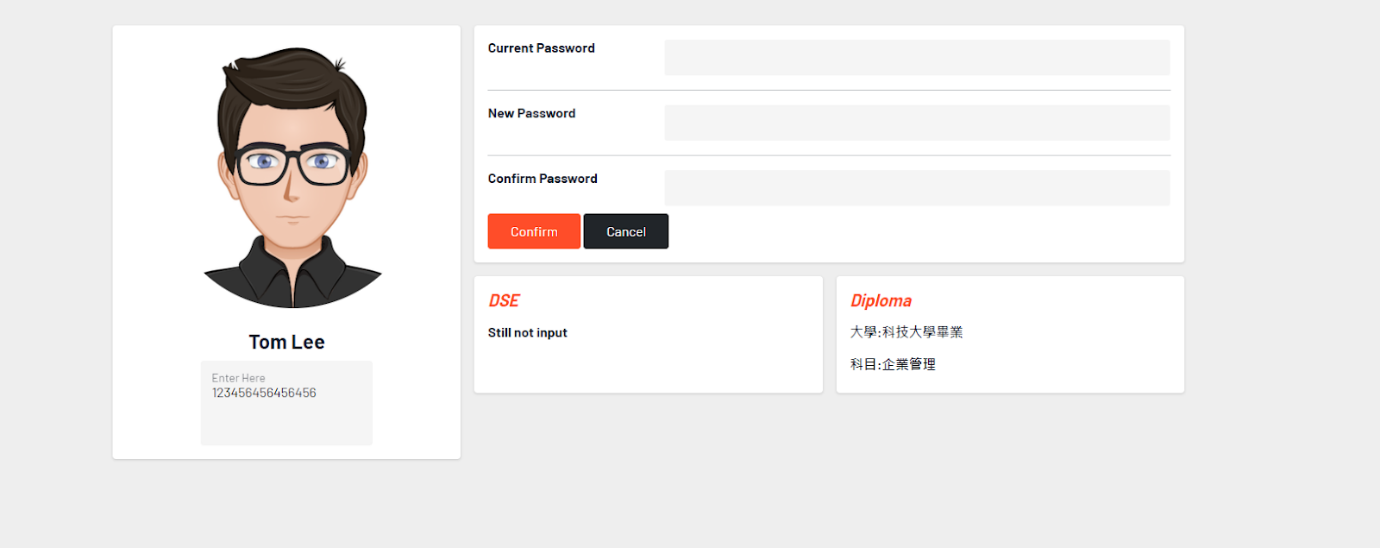 Current Password
New Password
Confirm Password
Confirm
Cancel
Tom Lee
Enter Here
123456456456456
DSE
Still not input
Diploma
大學:科技大學畢業
科目:企業管理